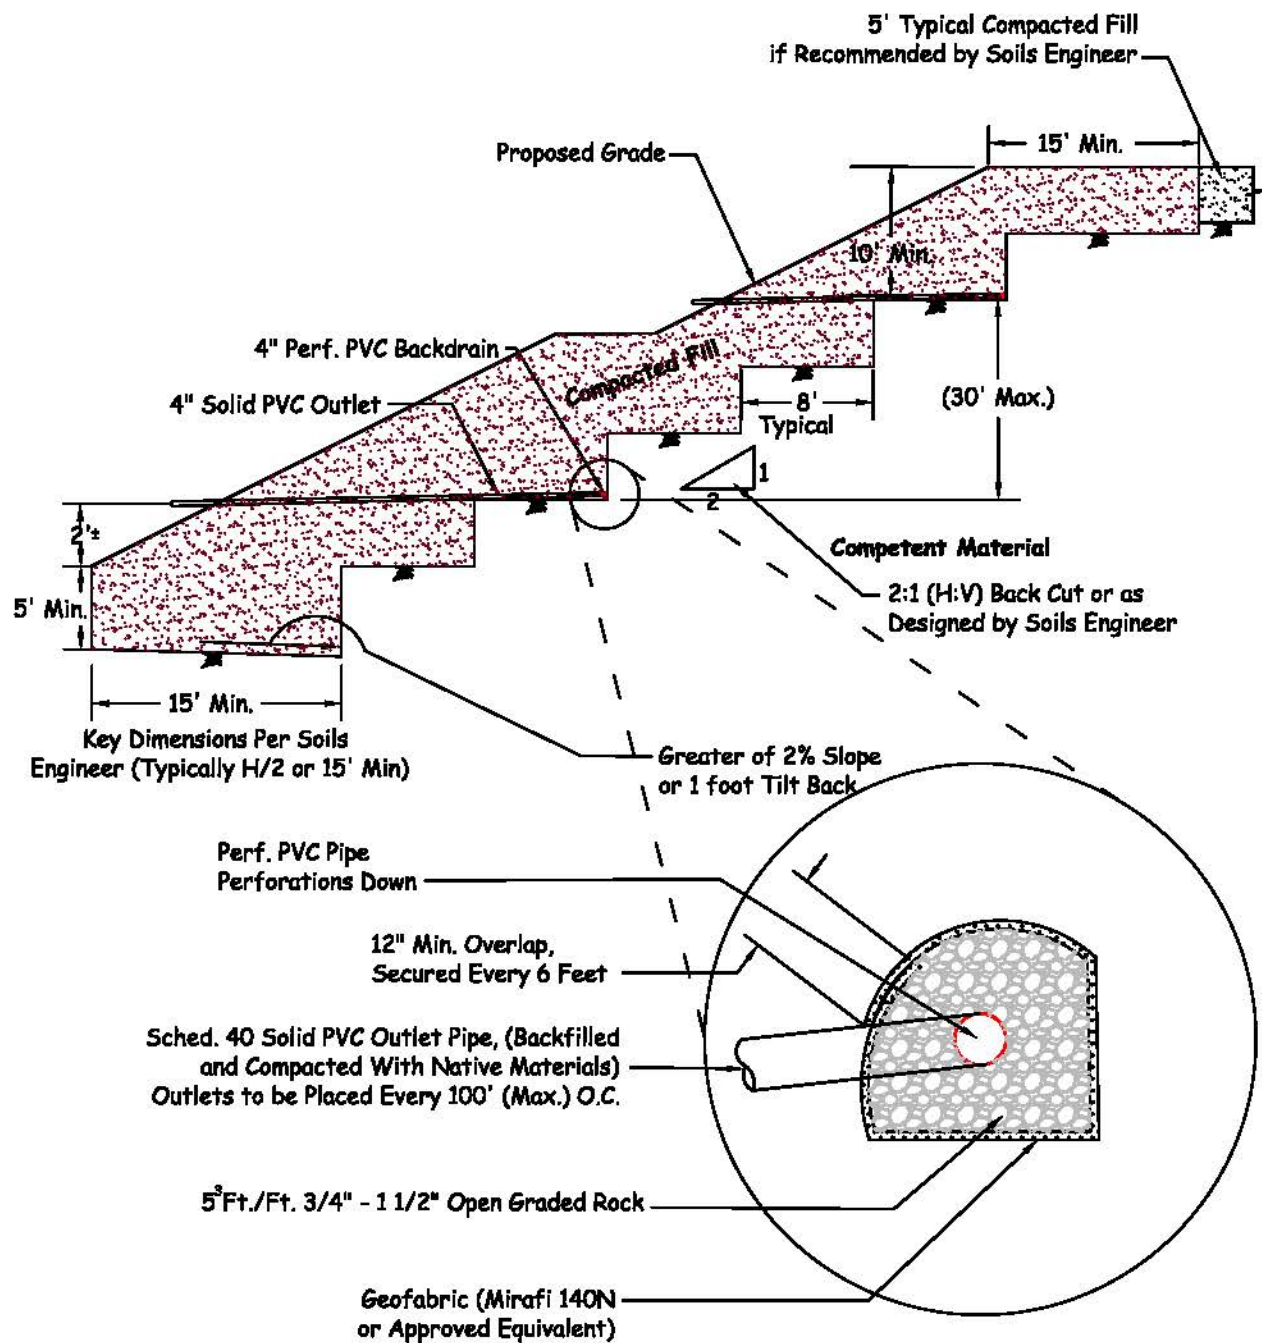 5' Typical Compacted Fill
if Recommended by Soils Engineer
Proposed Grade
15' Min.
10' Min.
4" Perf. PVC Backdrain
Compacted Fill
4" Solid PVC Outlet
8'
Typical
(30' Max.)
1
2
2'±
Competent Material
5' Min.
2:1 (H:V) Back Cut or as
Designed by Soils Engineer
15' Min.
Key Dimensions Per Soils
Engineer (Typically H/2 or 15' Min)
Greater of 2% Slope
or 1 foot Tilt Back
Perf. PVC Pipe
Perforations Down
12" Min. Overlap,
Secured Every 6 Feet
Sched. 40 Solid PVC Outlet Pipe, (Backfilled
and Compacted With Native Materials)
Outlets to be Placed Every 100' (Max.) O.C.
5³Ft./Ft. 3/4" - 1 1/2" Open Graded Rock
Geofabric (Mirafi 140N
or Approved Equivalent)